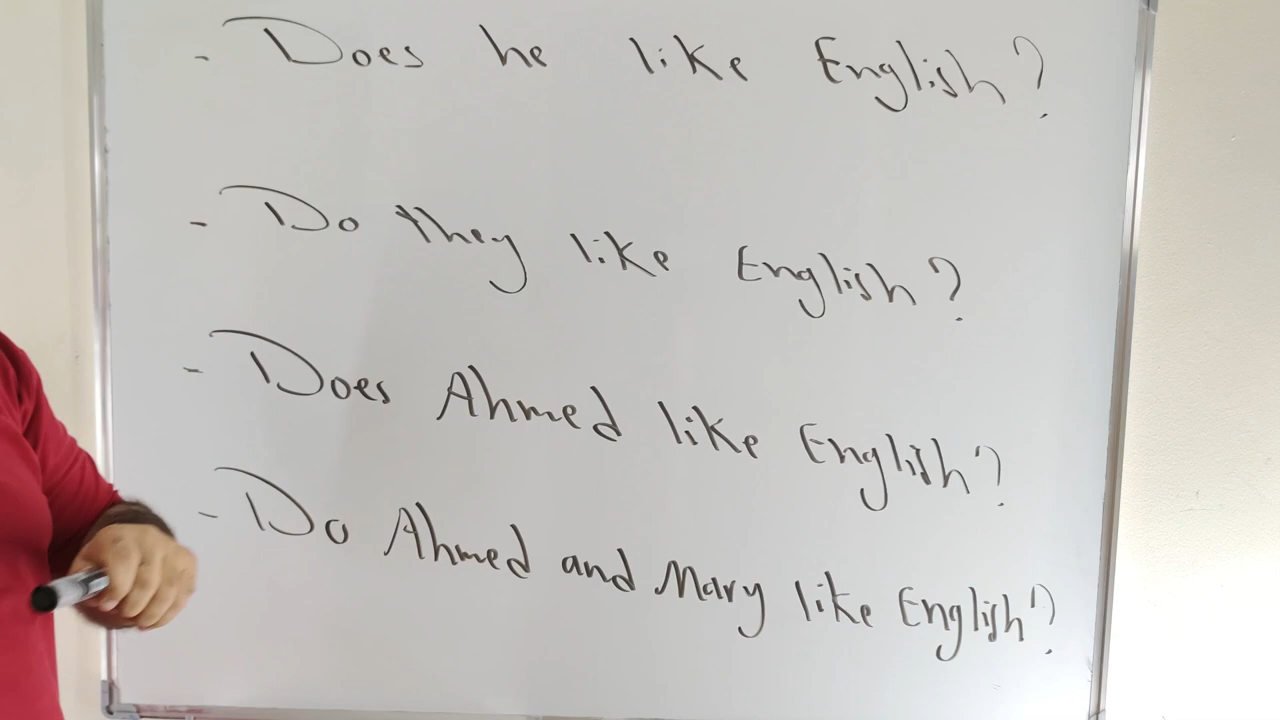 - Does he like English?
- Do they like English?
- Does Ahmed like English?
- Do Ahmed and Mary like English?